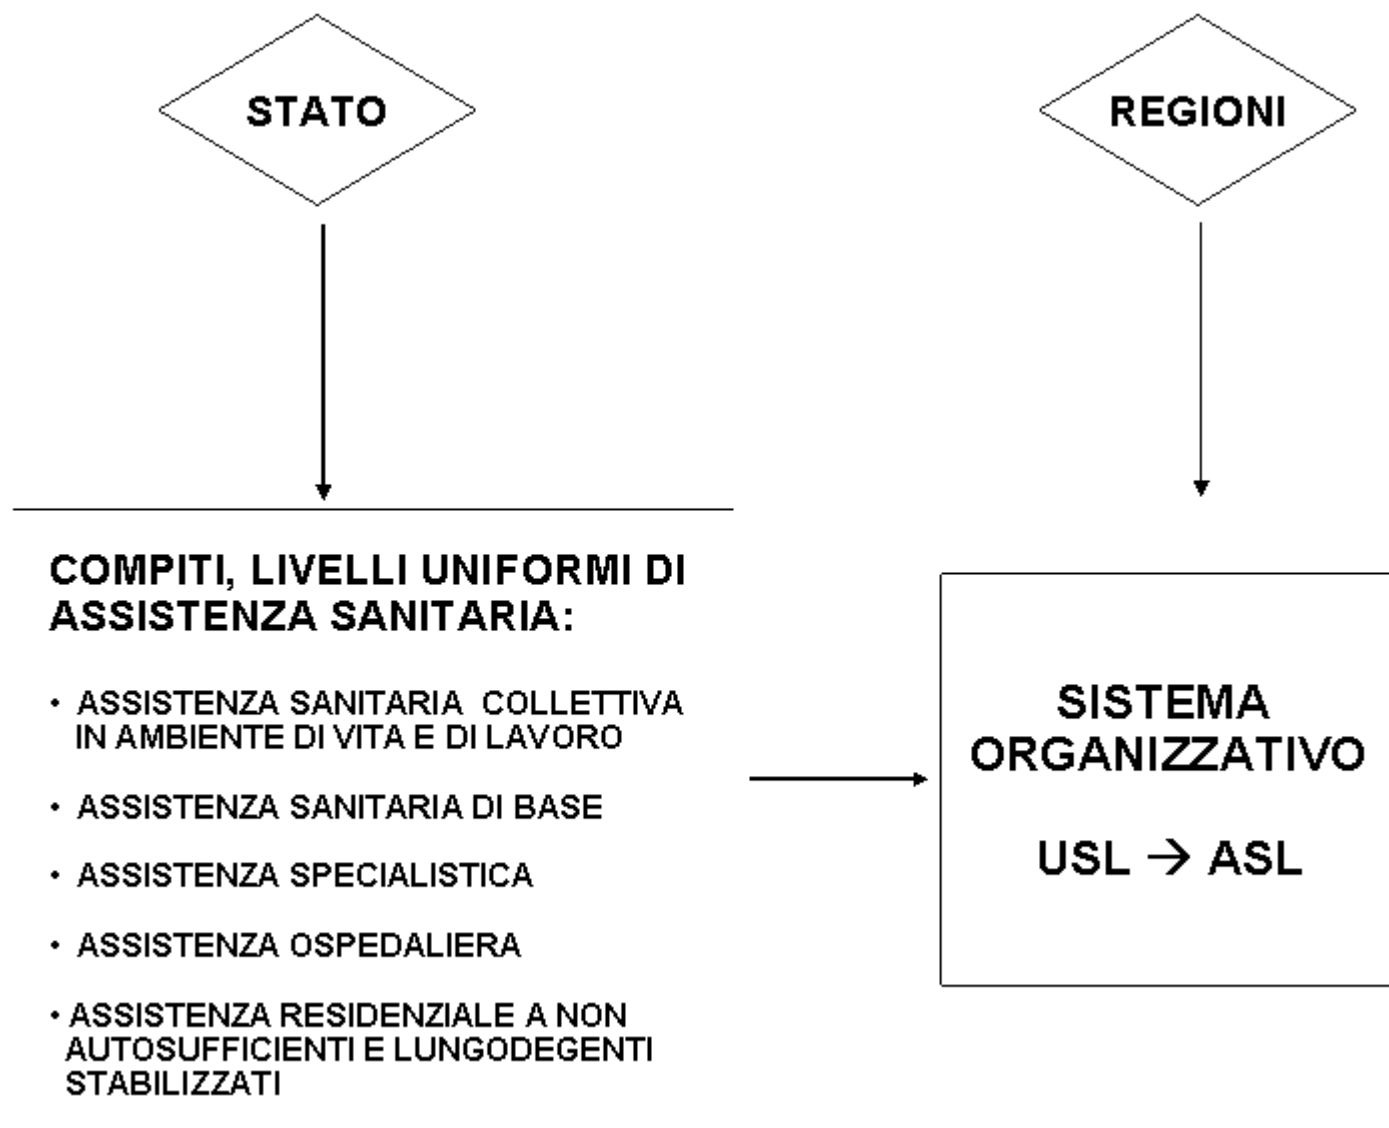 STATO
REGIONI
COMPITI, LIVELLI UNIFORMI DI
ASSISTENZA SANITARIA:
• ASSISTENZA SANITARIA COLLETTIVA
IN AMBIENTE DI VITA E DI LAVORO
• ASSISTENZA SANITARIA DI BASE
• ASSISTENZA SPECIALISTICA
• ASSISTENZA OSPEDALIERA
• ASSISTENZA RESIDENZIALE A NON
AUTOSUFFICIENTI E LUNGODEGENTI
STABILIZZATI
SISTEMA
ORGANIZZATIVO
USL → ASL